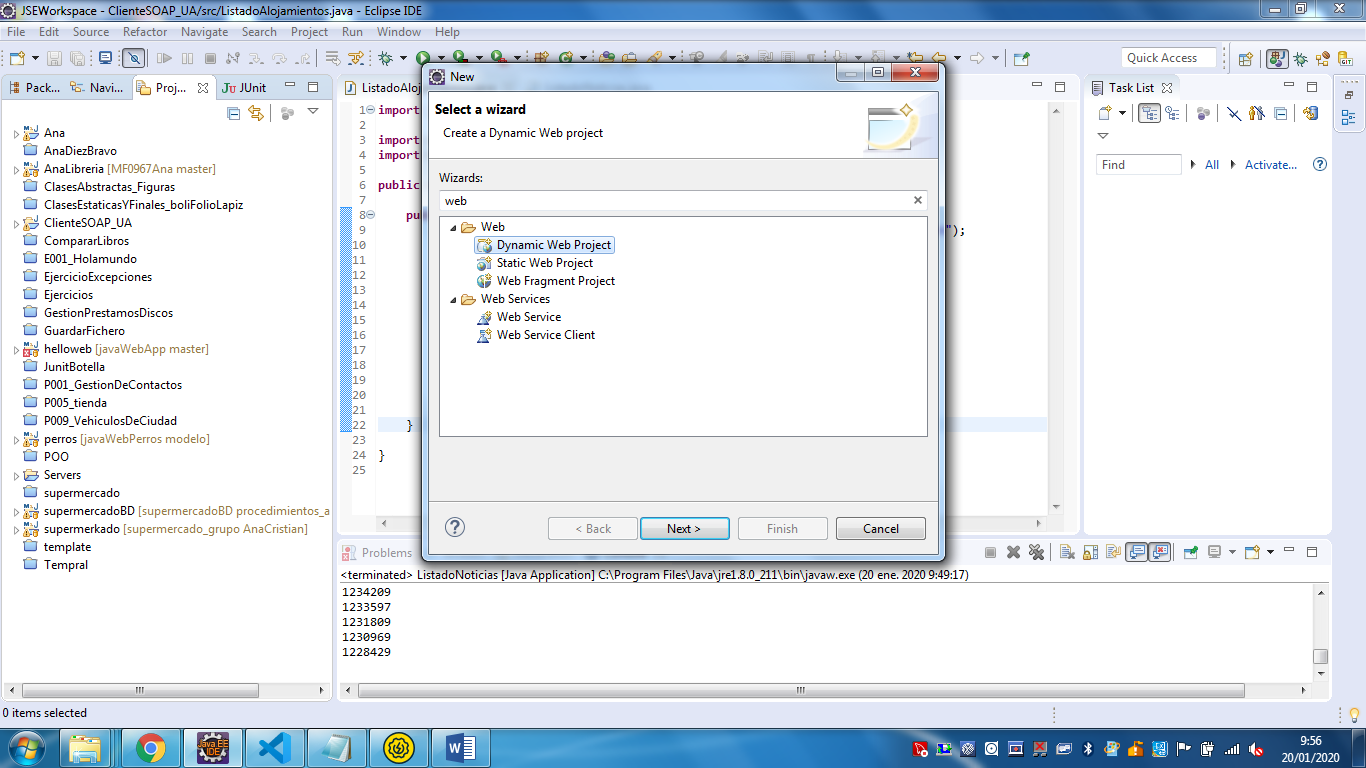 JSEWorkspace - ClienteSOAP_UA/src/ListadoAlojamientos.java - Eclipse IDE
File Edit Source Refactor Navigate Search Project Run Window Help
Quick Access
Pack... Navi... Proj... JUnit
Ana
AnaDiezBravo
AnaLibreria [MF0967Ana master]
ClasesAbstractas_Figuras
ClasesEstaticasYFinales_boliFolioLapiz
ClienteSOAP_UA
CompararLibros
E001_Holamundo
EjercicioExcepciones
Ejercicios
GestionPrestamosDiscos
GuardarFichero
helloweb [javaWebApp master]
JunitBotella
P001_GestionDeContactos
P005_tienda
P009_VehiculosDeCiudad
perros [javaWebPerros modelo]
POO
Servers
supermercado
supermercadoBD [supermercadoBD procedimientos_a
supermerkado [supermercado_grupo AnaCristian]
template
Tempral
0 items selected
ListadoAloj
1 import
2
3 import
4 import
5
6 public
7
8 pu
9 ");
10
11
12
13
14
15
16
17
18
19
20
21
22 }
23
24 }
25
New
Select a wizard
Create a Dynamic Web project
Wizards:
web
Web
Dynamic Web Project
Static Web Project
Web Fragment Project
Web Services
Web Service
Web Service Client
< Back Next > Finish Cancel
Task List
Find All Activate...
Problems
<terminated> ListadoNoticias [Java Application] C:\Program Files\Java\jre1.8.0_211\bin\javaw.exe (20 ene. 2020 9:49:17)
1234209
1233597
1231809
1230969
1228429
Java EE
IDE
9:56
20/01/2020